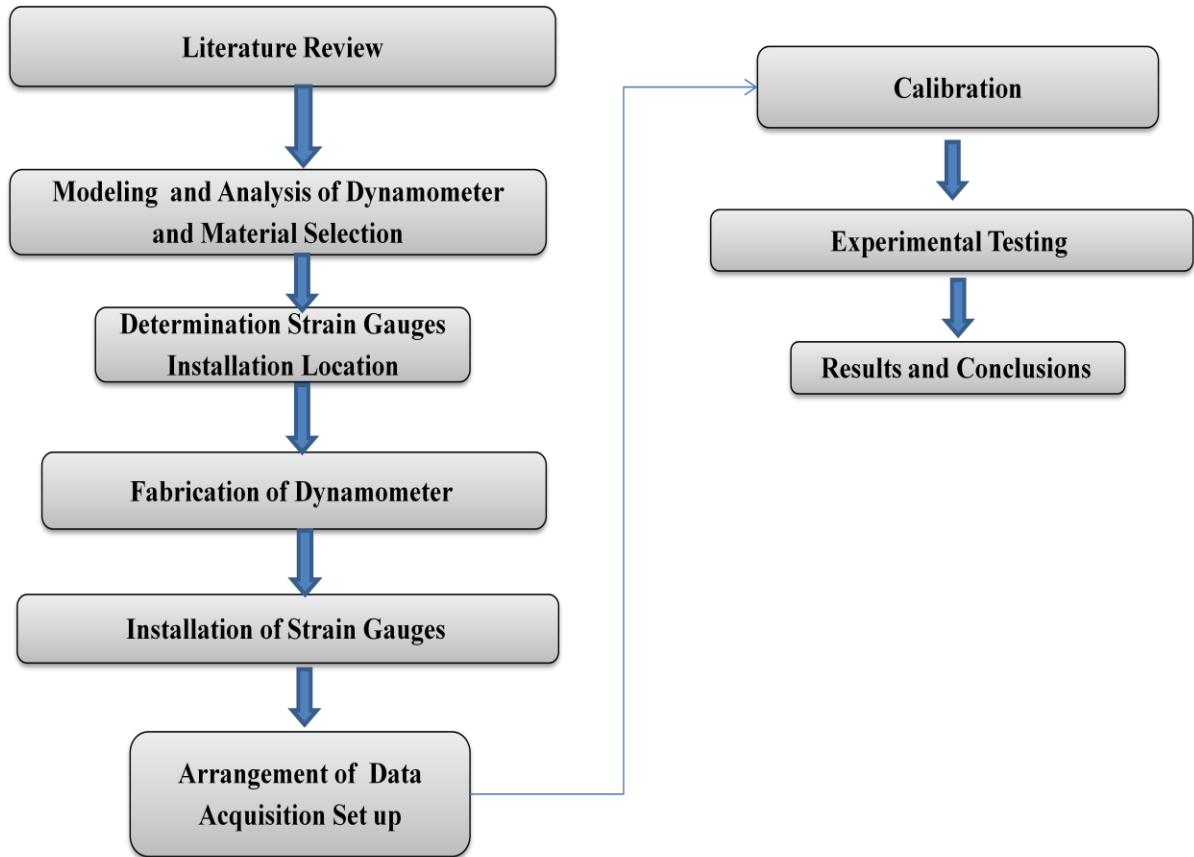 Literature Review
Modeling and Analysis of Dynamometer
and Material Selection
Determination Strain Gauges
Installation Location
Fabrication of Dynamometer
Installation of Strain Gauges
Arrangement of Data
Acquisition Set up
Calibration
Experimental Testing
Results and Conclusions